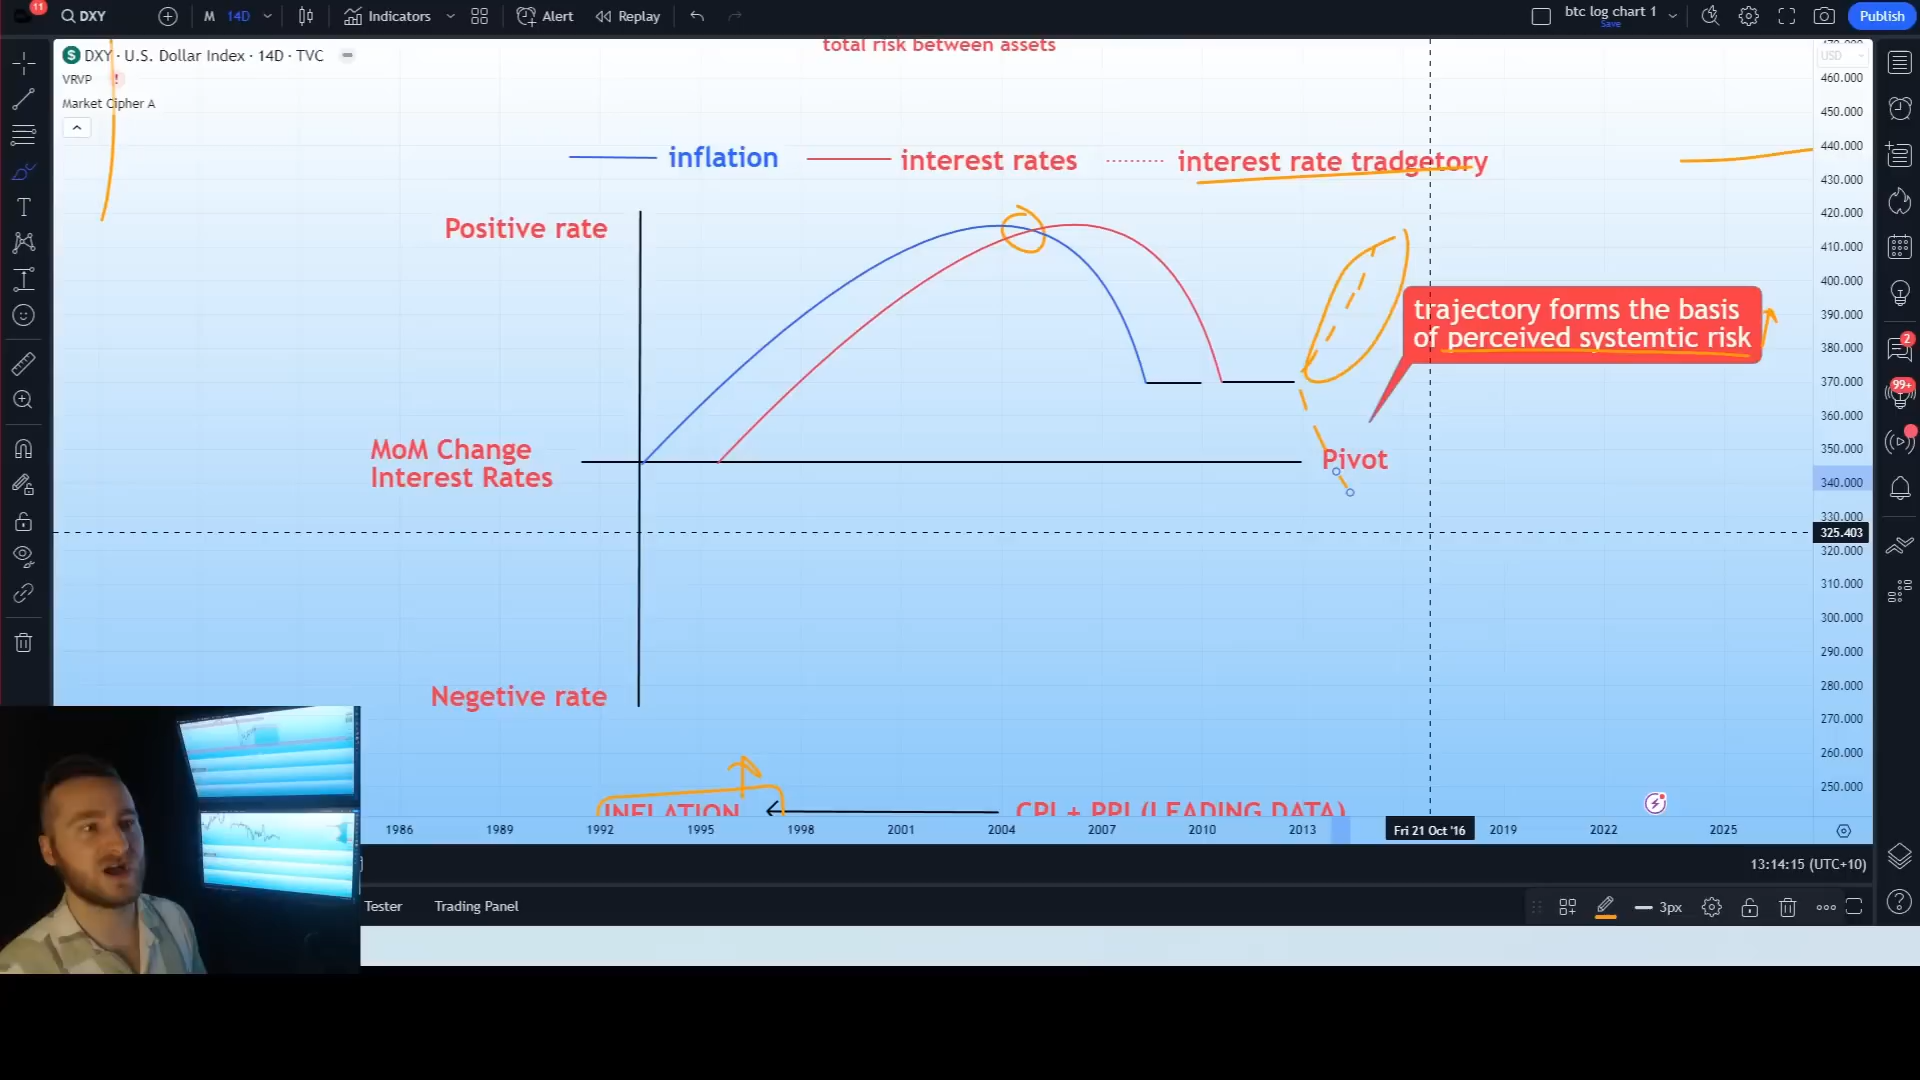 11
DXY
M
14D
Indicators
Alert
Replay
btc log chart 1
Save
Publish
total risk between assets
DXY · U.S. Dollar Index · 14D · TVC
VRVP
!
Market Cipher A
USD
460.000
450.000
440.000
430.000
420.000
410.000
400.000
390.000
380.000
370.000
360.000
350.000
340.000
330.000
325.403
320.000
310.000
300.000
290.000
280.000
270.000
260.000
250.000
inflation
interest rates
interest rate tradgetory
Positive rate
trajectory forms the basis
of perceived systemtic risk
MoM Change
Interest Rates
Pivot
Negetive rate
INFLATION
CPI + PPI (LEADING DATA)
2
99+
1986
1989
1992
1995
1998
2001
2004
2007
2010
2013
Fri 21 Oct '16
2019
2022
2025
13:14:15 (UTC+10)
Tester
Trading Panel
3px